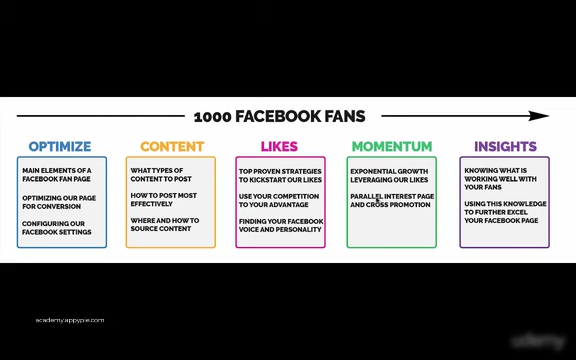 1000 FACEBOOK FANS
OPTIMIZE
MAIN ELEMENTS OF A
FACEBOOK FAN PAGE
OPTIMIZING OUR PAGE
FOR CONVERSION
CONFIGURING OUR
FACEBOOK SETTINGS
CONTENT
WHAT TYPES OF
CONTENT TO POST
HOW TO POST MOST
EFFECTIVELY
WHERE AND HOW TO
SOURCE CONTENT
LIKES
TOP PROVEN STRATEGIES
TO KICKSTART OUR LIKES
USE YOUR COMPETITION
TO YOUR ADVANTAGE
FINDING YOUR FACEBOOK
VOICE AND PERSONALITY
MOMENTUM
EXPONENTIAL GROWTH
LEVERAGING OUR LIKES
PARALLEL INTEREST PAGE
AND CROSS PROMOTION
INSIGHTS
KNOWING WHAT IS
WORKING WELL WITH
YOUR FANS
USING THIS KNOWLEDGE
TO FURTHER EXCEL
YOUR FACEBOOK PAGE
academy.appypie.com
udemy